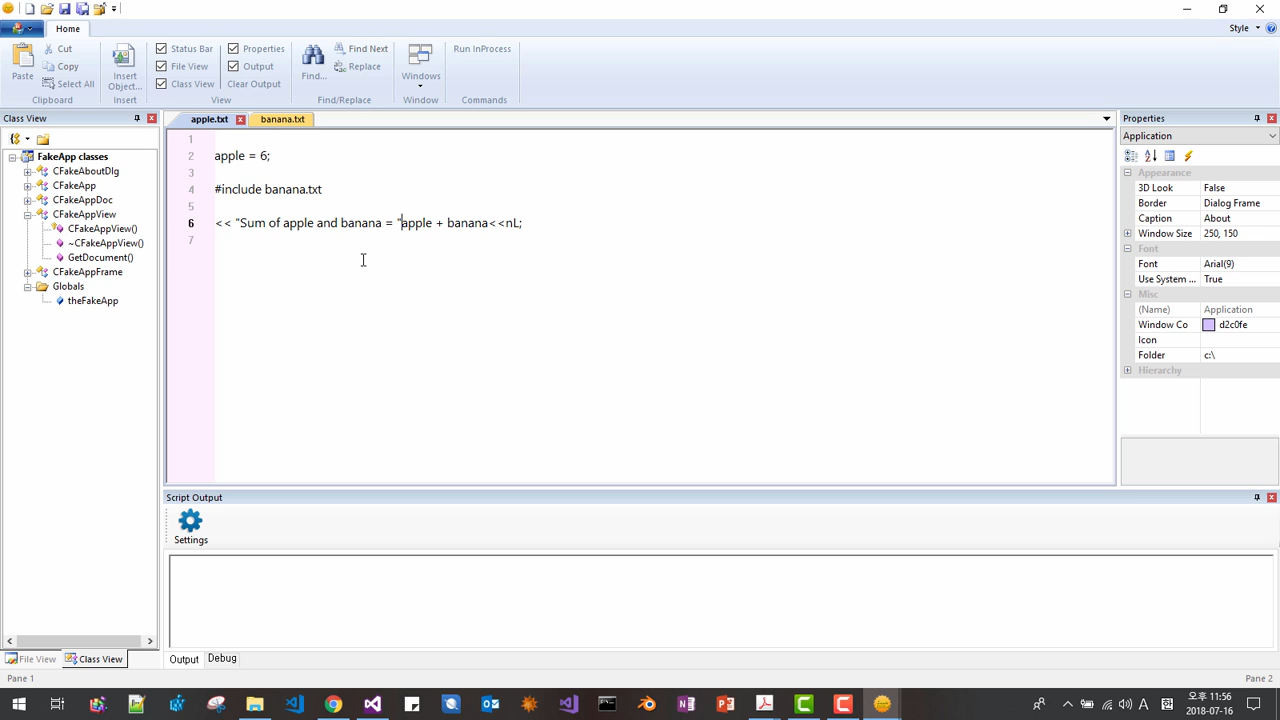 Home
Style
Paste
Cut
Copy
Select All
Clipboard
Insert
Object...
Insert
Status Bar
File View
Class View
Properties
Output
Clear Output
View
Find...
Find Next
Replace
Find/Replace
Windows
Window
Run InProcess
Commands
Class View
FakeApp classes
CFakeAboutDlg
CFakeApp
CFakeAppDoc
CFakeAppView
CFakeAppView()
~CFakeAppView()
GetDocument()
CFakeAppFrame
Globals
theFakeApp
File View
Class View
apple.txt
banana.txt
1
2 apple = 6;
3
4 #include banana.txt
5
6 << "Sum of apple and banana = "apple + banana<<nL;
7
Properties
Application
Appearance
3D Look False
Border Dialog Frame
Caption About
Window Size 250, 150
Font
Font Arial(9)
Use System ... True
Misc
(Name) Application
Window Co d2c0fe
Icon
Folder c:\
Hierarchy
Script Output
Settings
Output
Debug
Pane 1
Pane 2
A
오후 11:56
2018-07-16